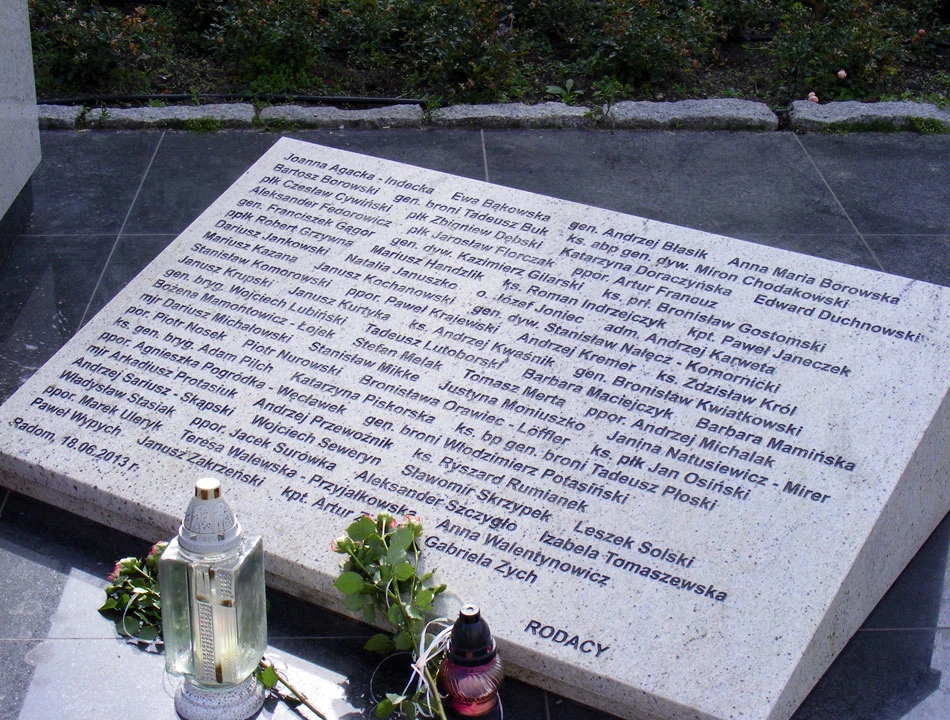 Joanna Agacka - Indecka Ewa Bąkowska gen. Andrzej Błasik Anna Maria Borowska
Bartosz Borowski gen. broni Tadeusz Buk ks. abp gen. dyw. Miron Chodakowski
płk Czesław Cywiński płk Zbigniew Dębski Katarzyna Doraczyńska Edward Duchnowski
Aleksander Fedorowicz płk Jarosław Florczak ppor. Artur Francuz
gen. Franciszek Gągor gen. dyw. Kazimierz Gilarski ks. prł. Bronisław Gostomski
ppłk Robert Grzywna Mariusz Handzlik ks. Roman Indrzejczyk kpt. Paweł Janeczek
Dariusz Jankowski Natalia Januszko o. Józef Joniec adm. Andrzej Karweta
Mariusz Kazana Janusz Kochanowski gen. dyw. Stanisław Nałęcz - Komornicki
Stanisław Komorowski ppor. Paweł Krajewski Andrzej Kremer ks. Zdzisław Król
Janusz Krupski Janusz Kurtyka ks. Andrzej Kwaśnik gen. Bronisław Kwiatkowski
gen. bryg. Wojciech Lubiński Tadeusz Lutoborski Barbara Maciejczyk Barbara Mamińska
Bożena Mamontowicz - Łojek Stefan Melak Tomasz Merta ppor. Andrzej Michalak
mjr Dariusz Michałowski Stanisław Mikke Justyna Moniuszko Janina Natusiewicz - Mirer
por. Piotr Nosek Piotr Nurowski Bronisława Orawiec - Löffler ks. płk Jan Osiński
ks. gen. bryg. Adam Pilch Katarzyna Piskorska ks. bp gen. broni Tadeusz Płoski
ppor. Agnieszka Pogródka - Węcławek gen. broni Włodzimierz Potasiński
mjr Arkadiusz Protasiuk Andrzej Przewoźnik ks. Ryszard Rumianek
Andrzej Sariusz - Skąpski Wojciech Seweryn Sławomir Skrzypek Leszek Solski
Władysław Stasiak ppor. Jacek Surówka Aleksander Szczygło Izabela Tomaszewska
ppor. Marek Uleryk Teresa Walewska - Przyjałkowska Anna Walentynowicz
Paweł Wypych Janusz Zakrzeński kpt. Artur Gabriela Zych
Radom, 18.06.2013 r.
RODACY